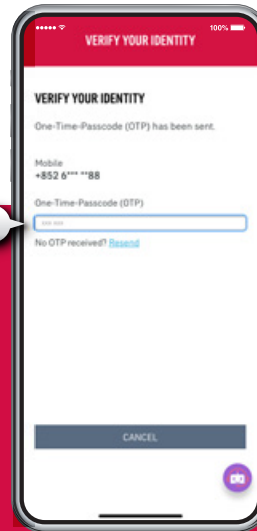 100%
VERIFY YOUR IDENTITY
VERIFY YOUR IDENTITY
One-Time-Passcode (OTP) has been sent.
Mobile
+852 6*** **88
One-Time-Passcode (OTP)
*** ***
No OTP received? Resend
CANCEL